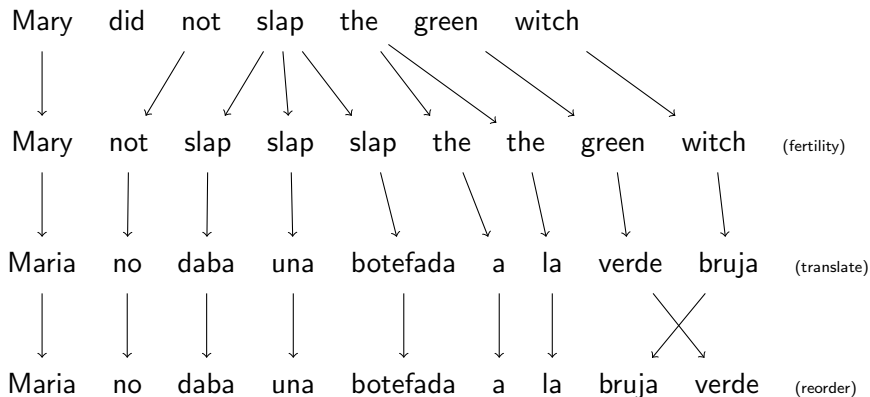 Mary did not slap the green witch
Mary not slap slap slap the the green witch (fertility)
Maria no daba una botefada a la verde bruja (translate)
Maria no daba una botefada a la bruja verde (reorder)